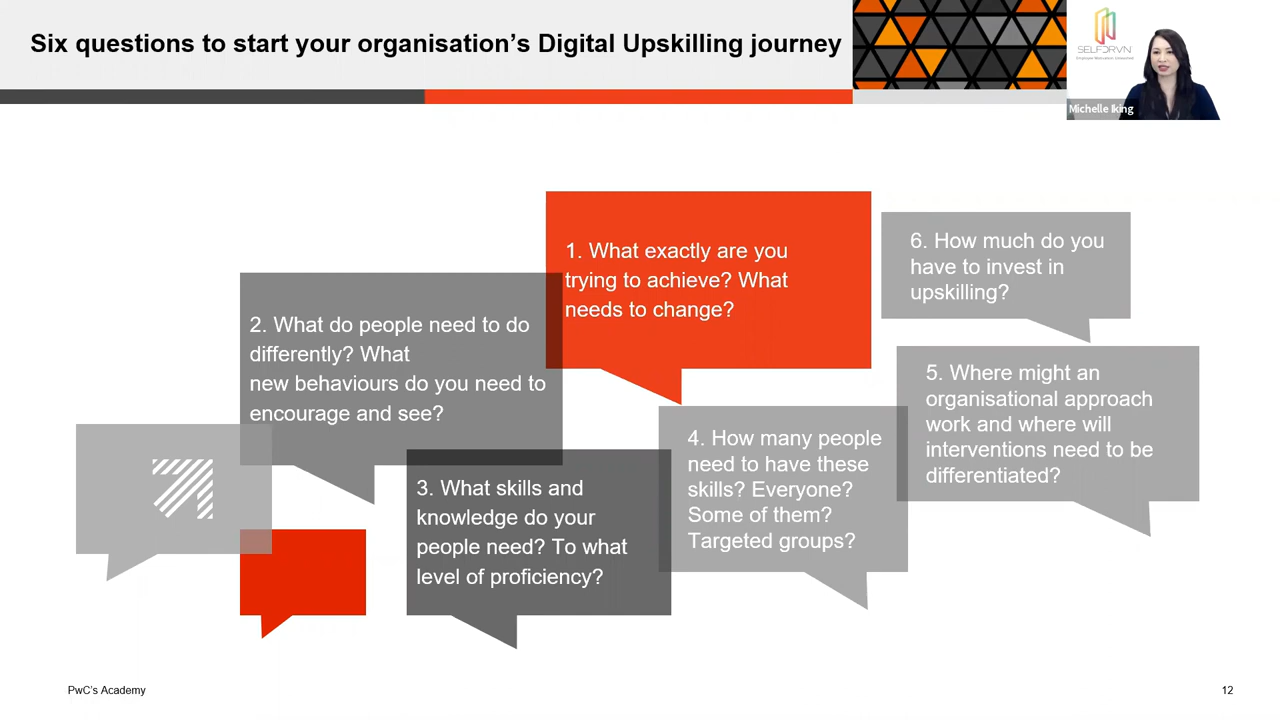 Six questions to start your organisation's Digital Upskilling journey
SELFDRVN
Michelle Iking
1. What exactly are you
trying to achieve? What
needs to change?
2. What do people need to do
differently? What
new behaviours do you need to
encourage and see?
3. What skills and
knowledge do your
people need? To what
level of proficiency?
4. How many people
need to have these
skills? Everyone?
Some of them?
Targeted groups?
5. Where might an
organisational approach
work and where will
interventions need to be
differentiated?
6. How much do you
have to invest in
upskilling?
PwC's Academy
12